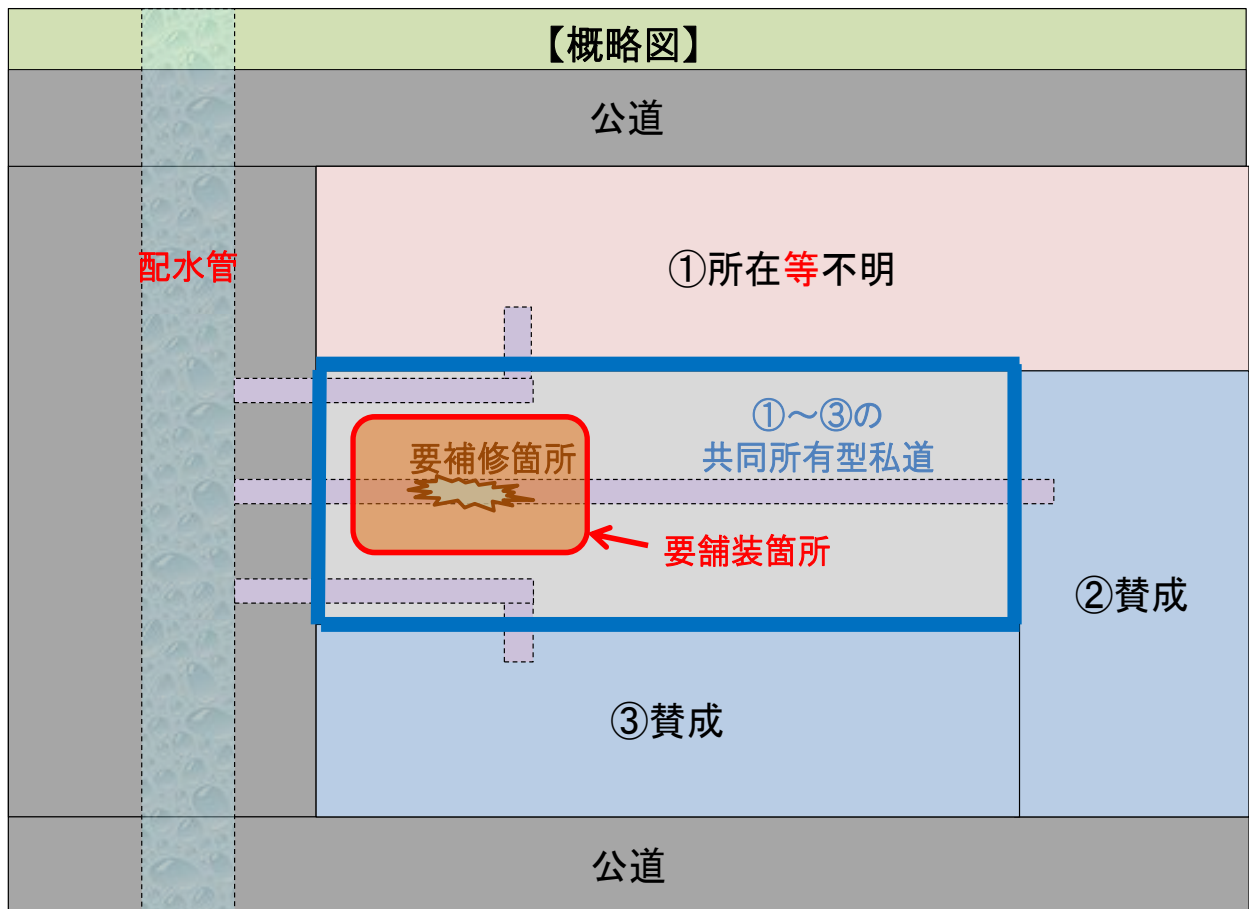 【概略図】
公道
配水管
①所在等不明
①～③の
共同所有型私道
要補修箇所
要舗装箇所
②賛成
③賛成
公道